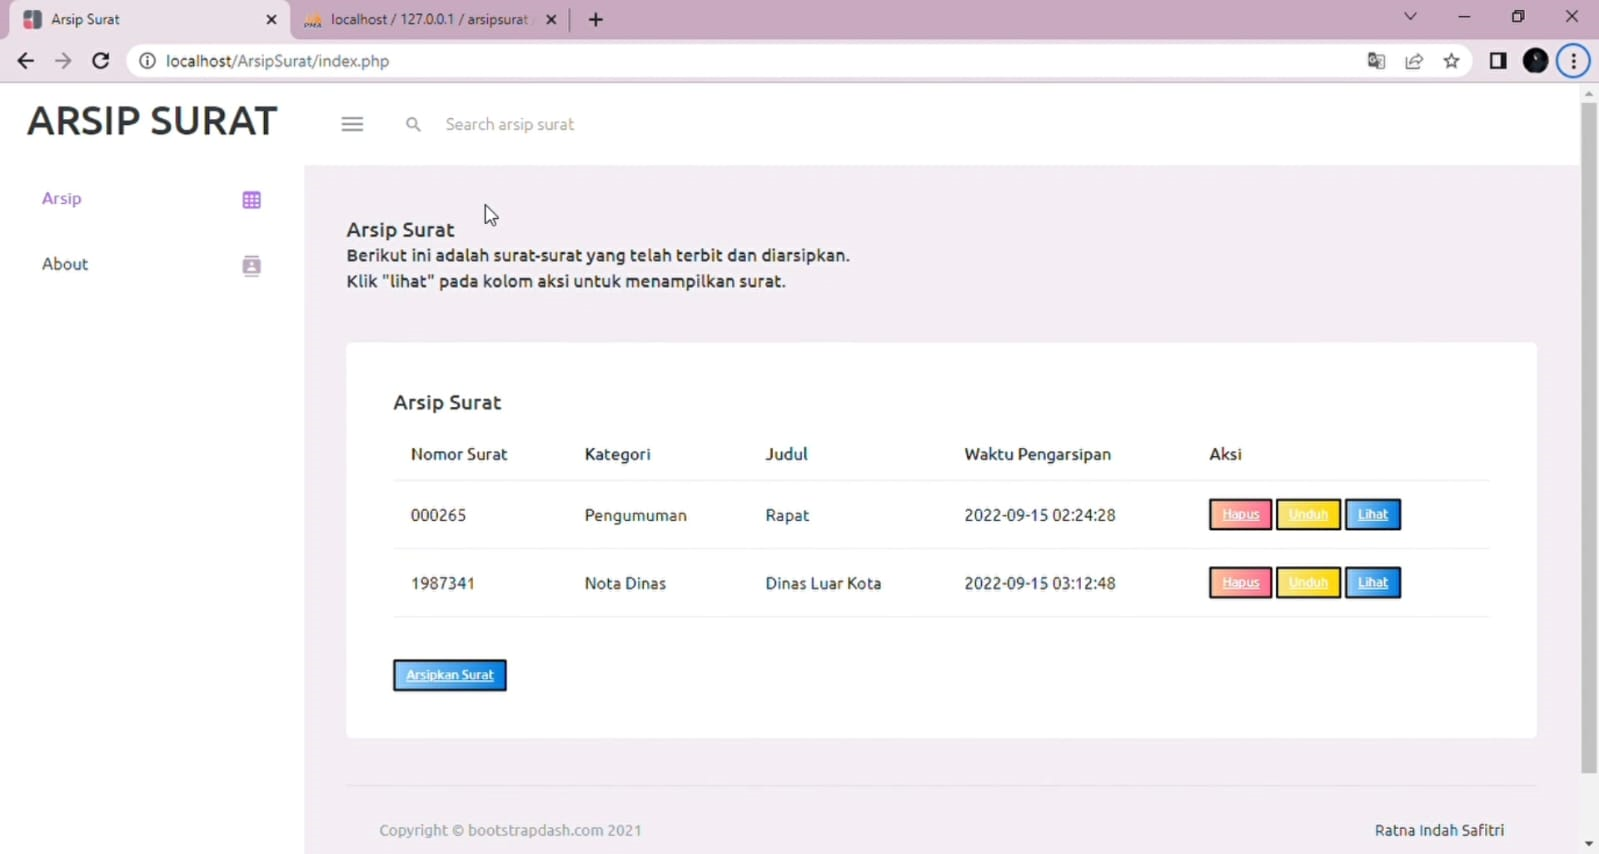 Arsip Surat
localhost / 127.0.0.1 / arsipsurat
localhost/ArsipSurat/index.php
ARSIP SURAT
Search arsip surat
Arsip
About
Arsip Surat
Berikut ini adalah surat-surat yang telah terbit dan diarsipkan.
Klik "lihat" pada kolom aksi untuk menampilkan surat.
Arsip Surat
Nomor Surat Kategori Judul Waktu Pengarsipan Aksi
000265 Pengumuman Rapat 2022-09-15 02:24:28 Hapus Unduh Lihat
1987341 Nota Dinas Dinas Luar Kota 2022-09-15 03:12:48 Hapus Unduh Lihat
Arsipkan Surat
Copyright © bootstrapdash.com 2021
Ratna Indah Safitri